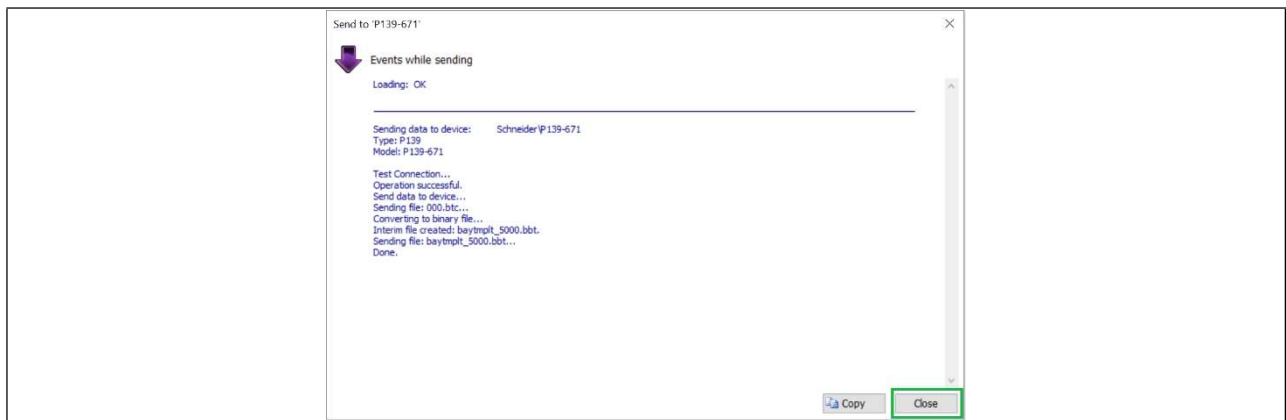 Send to 'P139-671'
Events while sending
Loading: OK
Sending data to device: Schneider\P139-671
Type: P139
Model: P139-671
Test Connection...
Operation successful.
Send data to device...
Sending file: 000.btc...
Converting to binary file...
Interim file created: baytmplt_5000.bbt.
Sending file: baytmplt_5000.bbt...
Done.
Copy Close